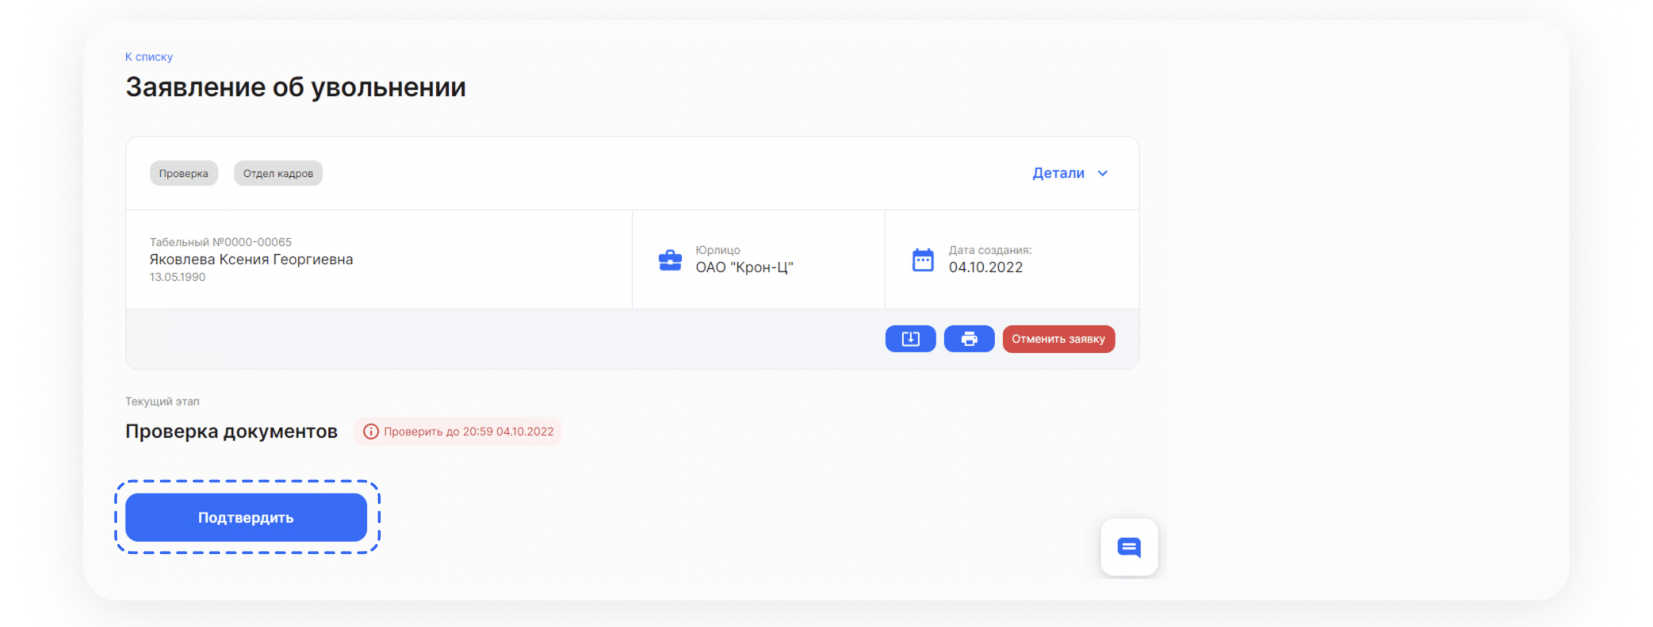 К списку
Заявление об увольнении
Проверка
Отдел кадров
Детали
Табельный №0000-00065
Яковлева Ксения Георгиевна
13.05.1990
Юрлицо
ОАО "Крон-Ц"
Дата создания:
04.10.2022
Отменить заявку
Текущий этап
Проверка документов
Проверить до 20:59 04.10.2022
Подтвердить